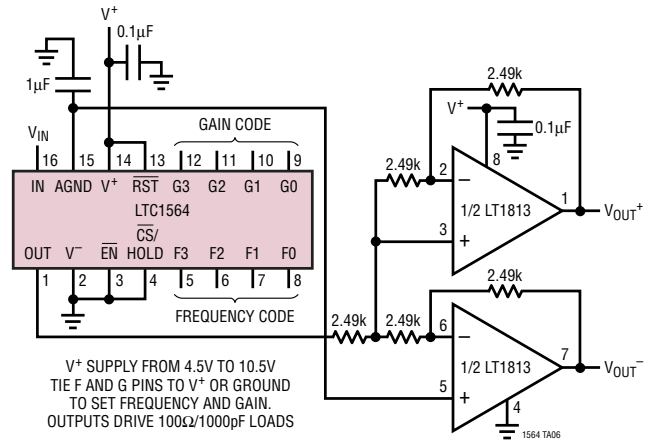 V+
0.1µF
1µF
VIN
GAIN CODE
16 15 14 13 12 11 10 9
IN AGND V+ RST G3 G2 G1 G0
LTC1564
CS/
OUT V− EN HOLD F3 F2 F1 F0
1 2 3 4 5 6 7 8
FREQUENCY CODE
2.49k
V+
0.1µF
8
2.49k
2
1/2 LT1813
1
VOUT+
3
2.49k
2.49k 2.49k
6
1/2 LT1813
7
VOUT−
5
4
V+ SUPPLY FROM 4.5V TO 10.5V
TIE F AND G PINS TO V+ OR GROUND
TO SET FREQUENCY AND GAIN.
OUTPUTS DRIVE 100Ω/1000pF LOADS
1564 TA06